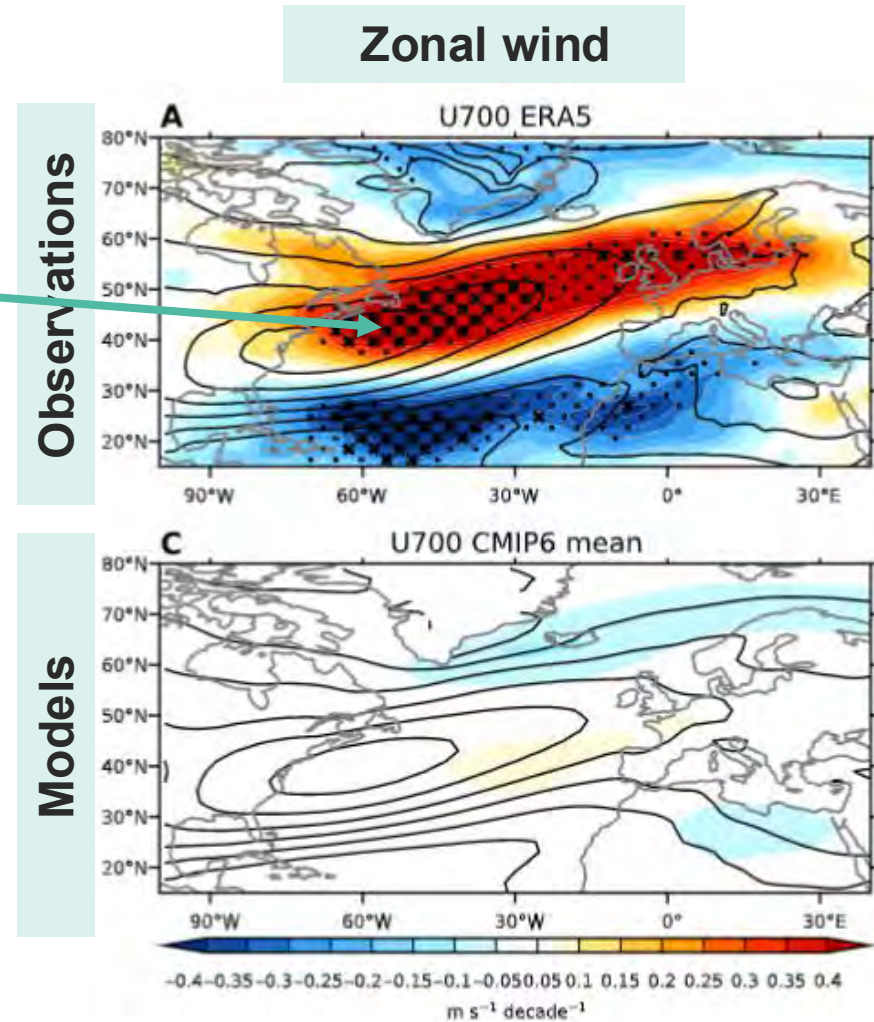 Zonal wind
Observations
A
U700 ERA5
80°N
70°N
60°N
50°N
40°N
30°N
20°N
90°W 60°W 30°W 0° 30°E
Models
C
U700 CMIP6 mean
80°N
70°N
60°N
50°N
40°N
30°N
20°N
90°W 60°W 30°W 0° 30°E
-0.4-0.35-0.3-0.25-0.2-0.15-0.1-0.050.05 0.1 0.15 0.2 0.25 0.3 0.35 0.4
m s⁻¹ decade⁻¹